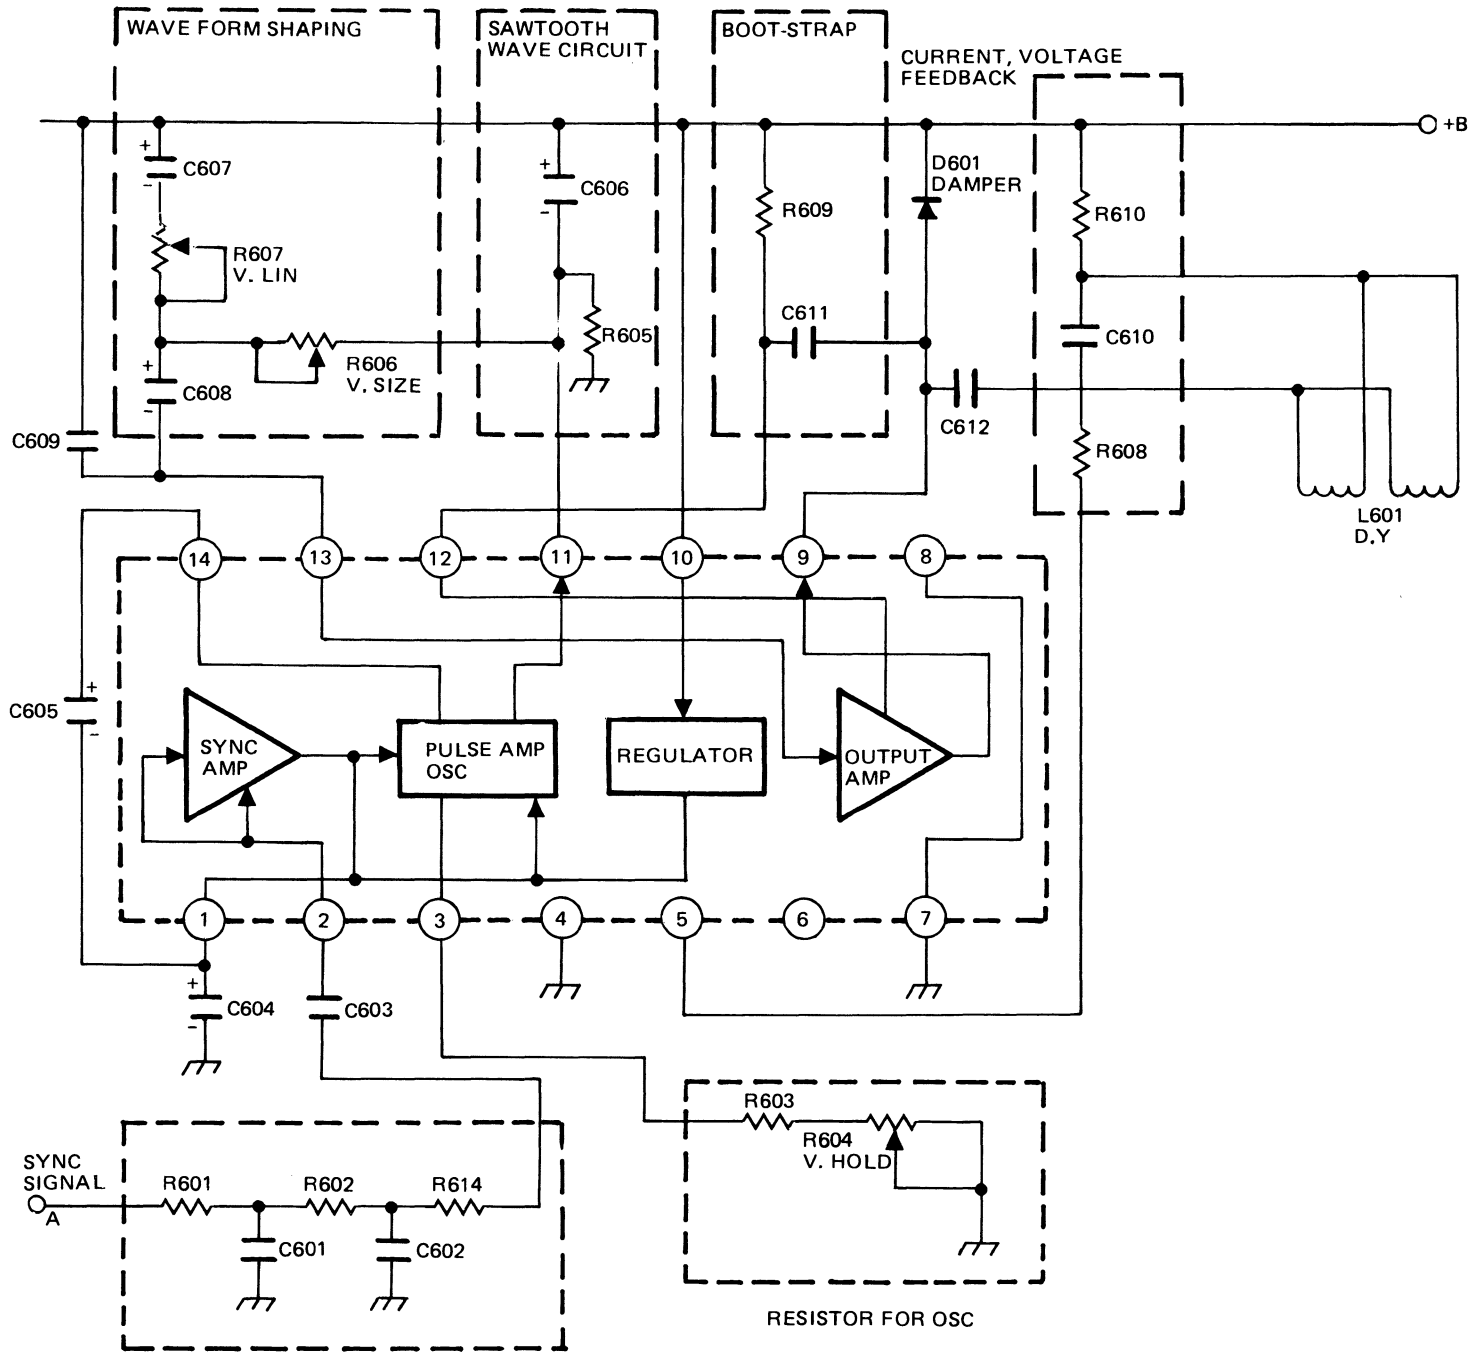 WAVE FORM SHAPING
SAWTOOTH
WAVE CIRCUIT
BOOT-STRAP
CURRENT, VOLTAGE
FEEDBACK
+B
+
C607
−
R607
V. LIN
+
C606
−
R609
D601
DAMPER
R610
R605
C611
C610
R606
V. SIZE
+
C608
−
C609
C612
R608
L601
D.Y
14
13
12
11
10
9
8
+
C605
−
SYNC
AMP
PULSE AMP
OSC
REGULATOR
OUTPUT
AMP
1
2
3
4
5
6
7
+
C604
−
C603
R603
R604
V. HOLD
SYNC
SIGNAL
A
R601
R602
R614
C601
C602
RESISTOR FOR OSC